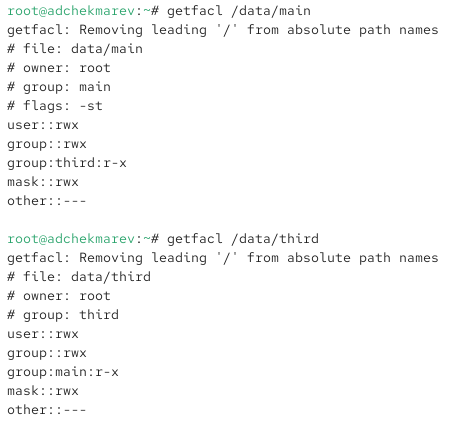 root@adchekmarev:~# getfacl /data/main
getfacl: Removing leading '/' from absolute path names
# file: data/main
# owner: root
# group: main
# flags: -st
user::rwx
group::rwx
group:third:r-x
mask::rwx
other::---

root@adchekmarev:~# getfacl /data/third
getfacl: Removing leading '/' from absolute path names
# file: data/third
# owner: root
# group: third
user::rwx
group::rwx
group:main:r-x
mask::rwx
other::---